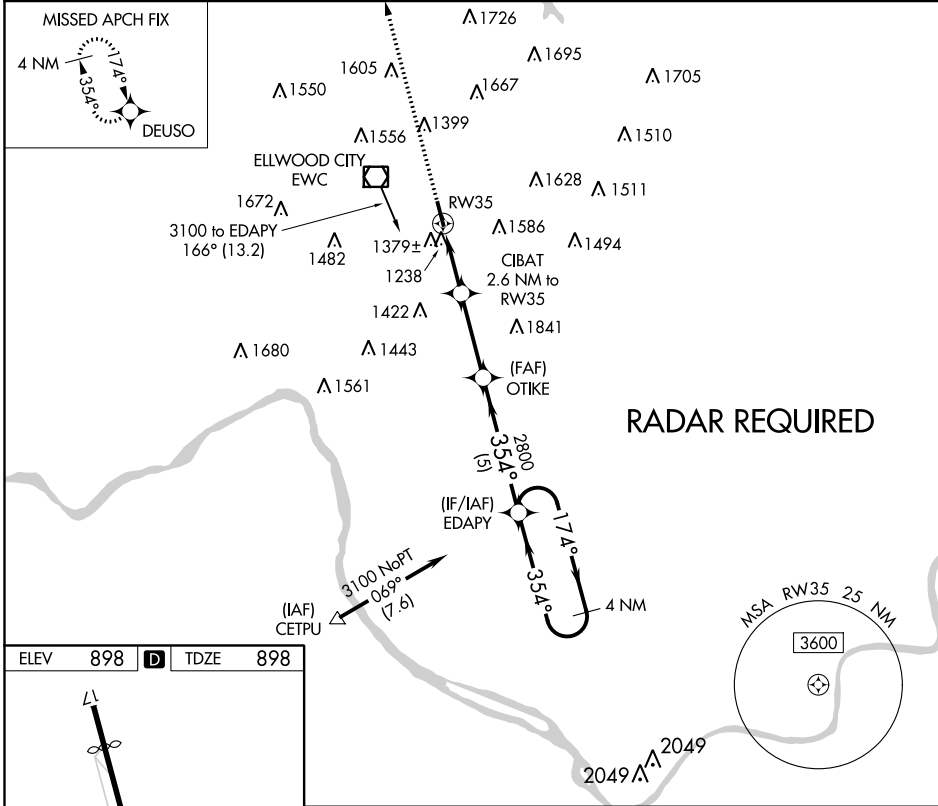 MISSED APCH FIX
4 NM
174°
354°
DEUSO
1726
1695
1605
1550
1667
1705
1399
1556
1510
ELLWOOD CITY
EWC
1628
1511
1672
RW35
3100 to EDAPY
166° (13.2)
1586
1482
1379±
1494
1238
CIBAT
2.6 NM to
RW35
1422
1841
1680
1443
(FAF)
OTIKE
1561
RADAR REQUIRED
2800
354°
(5)
(IF/IAF)
EDAPY
174°
354°
4 NM
3100 NoPT
069°
(7.6)
(IAF)
CETPU
MSA RW35 25 NM
3600
ELEV 898 D TDZE 898
17
2049
2049